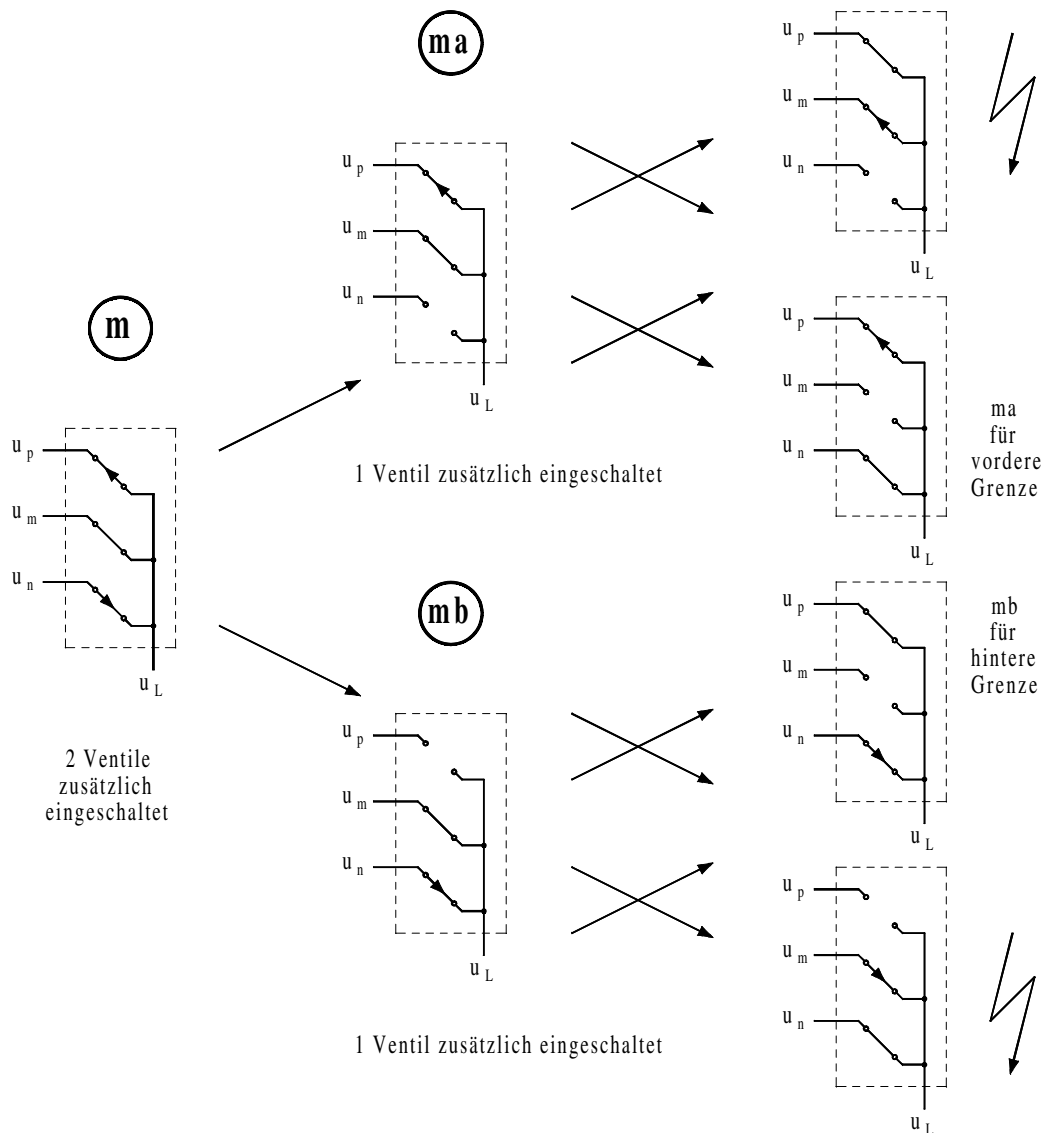 ma
u p
u m
u n
u L
u p
u m
u n
u L
m
u p
u m
u n
u L
2 Ventile
zusätzlich
eingeschaltet
1 Ventil zusätzlich eingeschaltet
u p
u m
u n
u L
ma
für
vordere
Grenze
mb
u p
u m
u n
u L
mb
für
hintere
Grenze
u p
u m
u n
u L
1 Ventil zusätzlich eingeschaltet
u p
u m
u n
u L